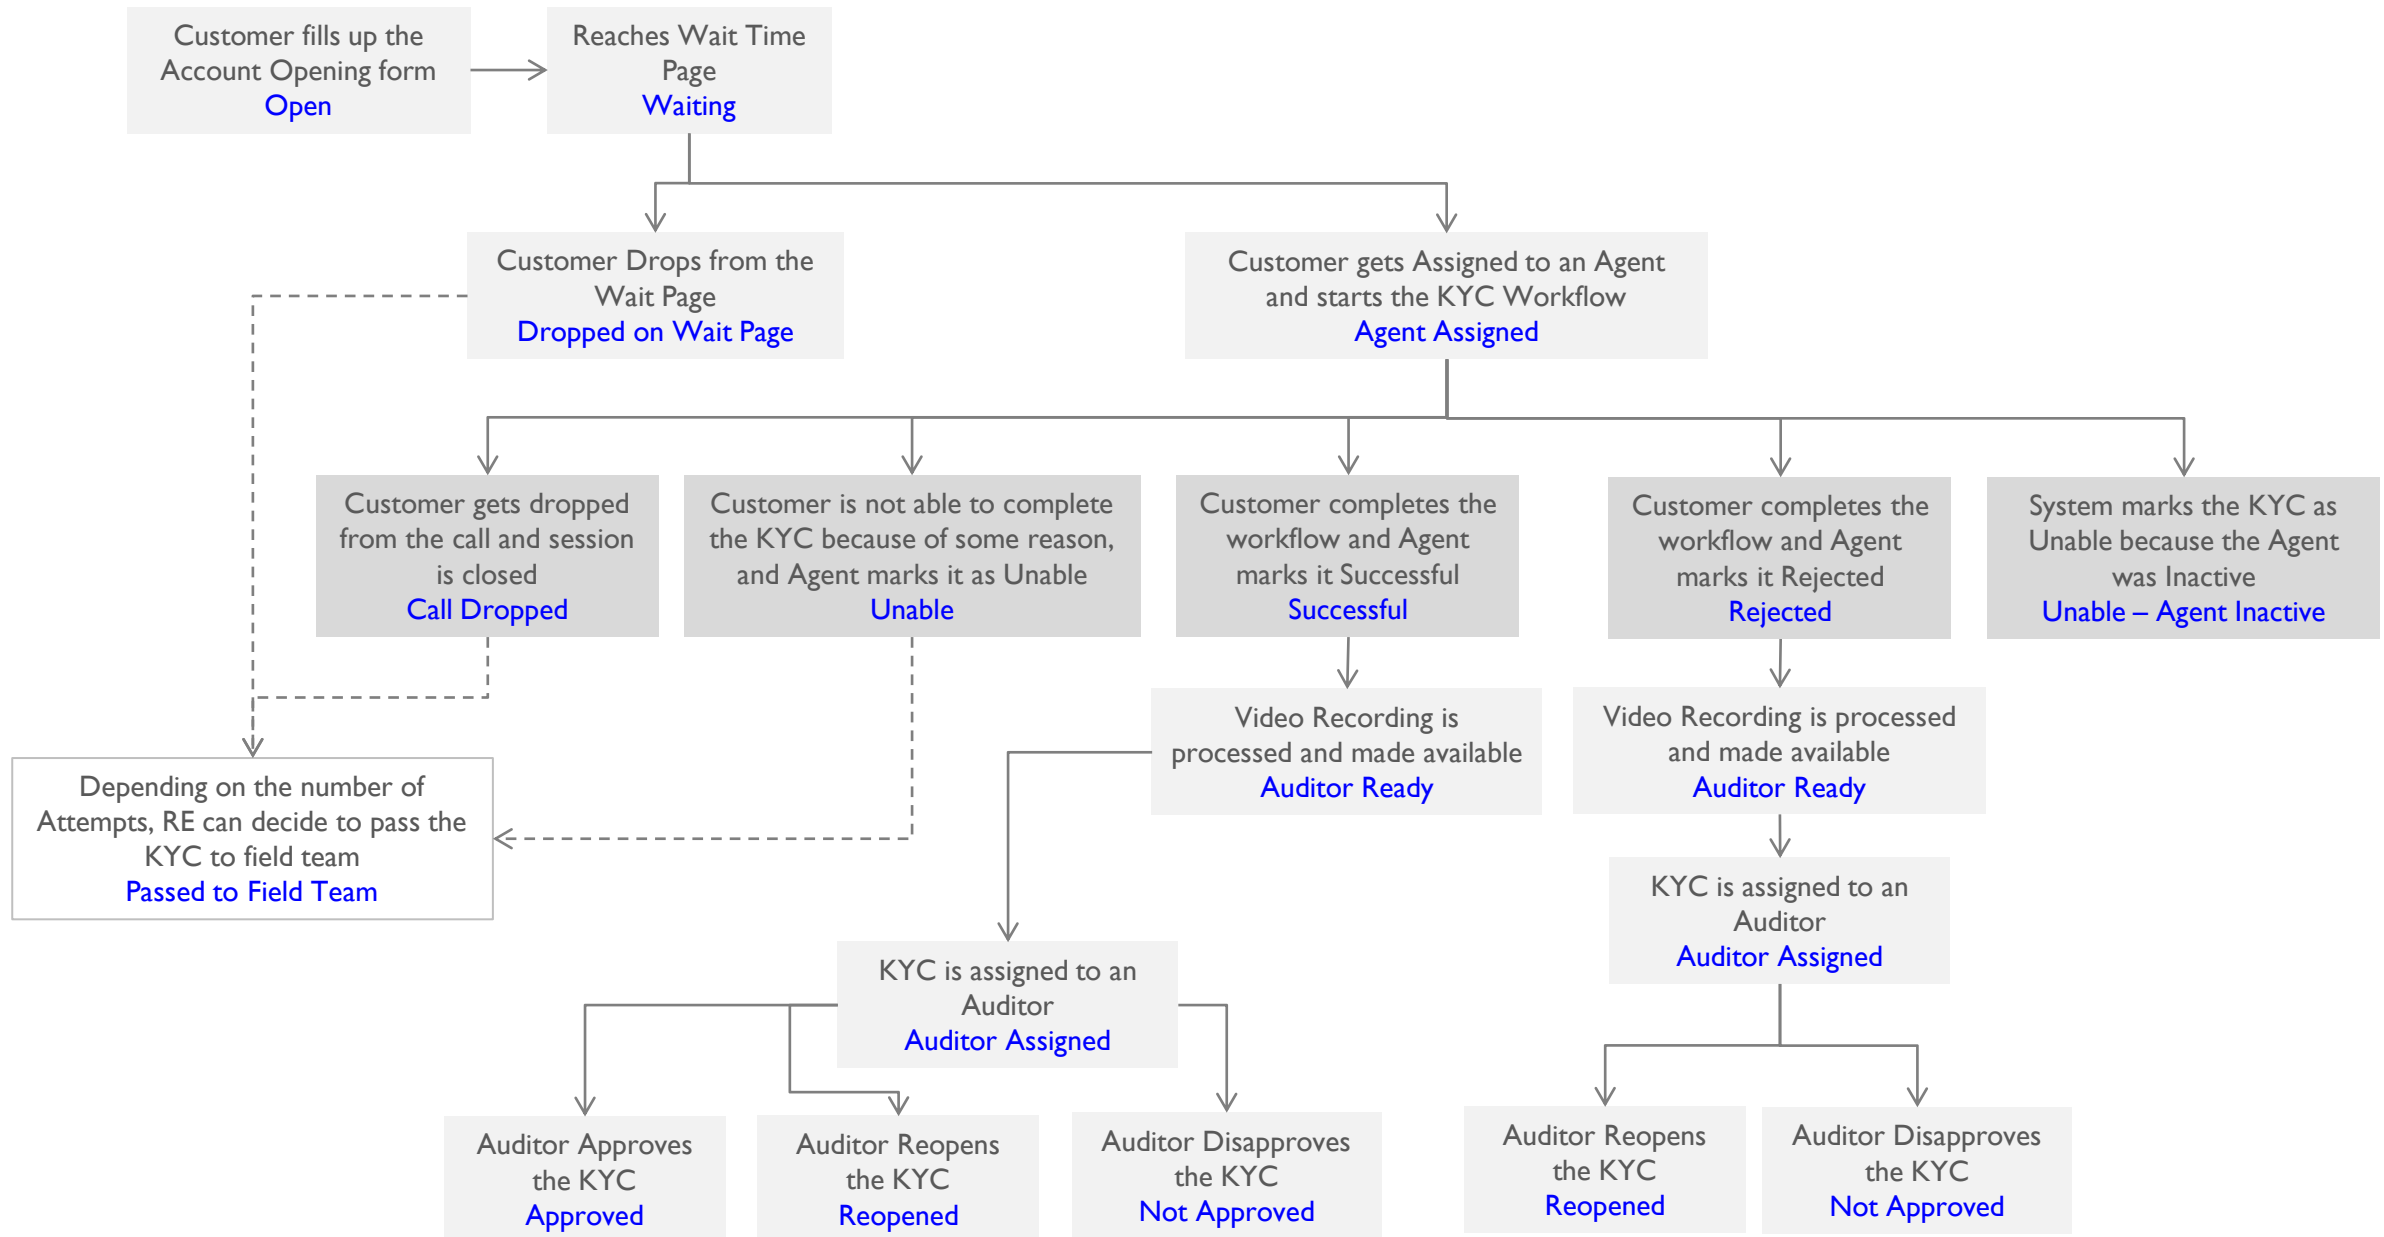 Customer fills up the
Account Opening form
Open
Reaches Wait Time
Page
Waiting
Customer Drops from the
Wait Page
Dropped on Wait Page
Customer gets Assigned to an Agent
and starts the KYC Workflow
Agent Assigned
Customer gets dropped
from the call and session
is closed
Call Dropped
Customer is not able to complete
the KYC because of some reason,
and Agent marks it as Unable
Unable
Customer completes the
workflow and Agent
marks it Successful
Successful
Customer completes the
workflow and Agent
marks it Rejected
Rejected
System marks the KYC as
Unable because the Agent
was Inactive
Unable – Agent Inactive
Video Recording is
processed and made available
Auditor Ready
Video Recording is processed
and made available
Auditor Ready
Depending on the number of
Attempts, RE can decide to pass the
KYC to field team
Passed to Field Team
KYC is assigned to an
Auditor
Auditor Assigned
KYC is assigned to an
Auditor
Auditor Assigned
Auditor Approves
the KYC
Approved
Auditor Reopens
the KYC
Reopened
Auditor Disapproves
the KYC
Not Approved
Auditor Reopens
the KYC
Reopened
Auditor Disapproves
the KYC
Not Approved